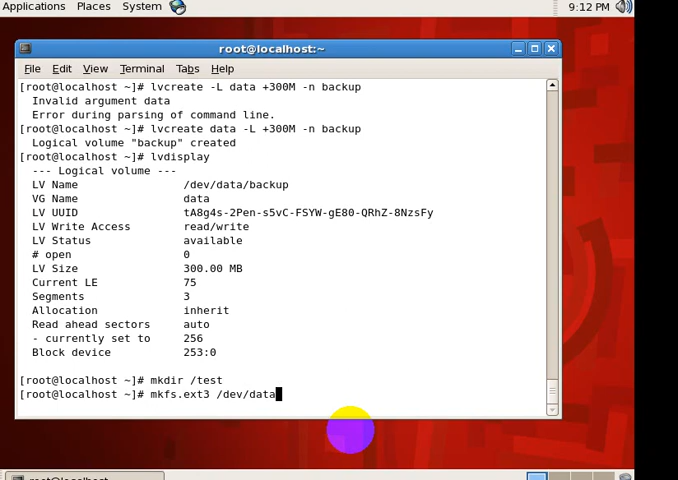 Applications Places System 9:12 PM
root@localhost:~
File Edit View Terminal Tabs Help
[root@localhost ~]# lvcreate -L data +300M -n backup
Invalid argument data
Error during parsing of command line.
[root@localhost ~]# lvcreate data -L +300M -n backup
Logical volume "backup" created
[root@localhost ~]# lvdisplay
--- Logical volume ---
LV Name /dev/data/backup
VG Name data
LV UUID tA8g4s-2Pen-s5vC-FSYW-gE80-QRhZ-8NzsFy
LV Write Access read/write
LV Status available
# open 0
LV Size 300.00 MB
Current LE 75
Segments 3
Allocation inherit
Read ahead sectors auto
- currently set to 256
Block device 253:0
[root@localhost ~]# mkdir /test
[root@localhost ~]# mkfs.ext3 /dev/data